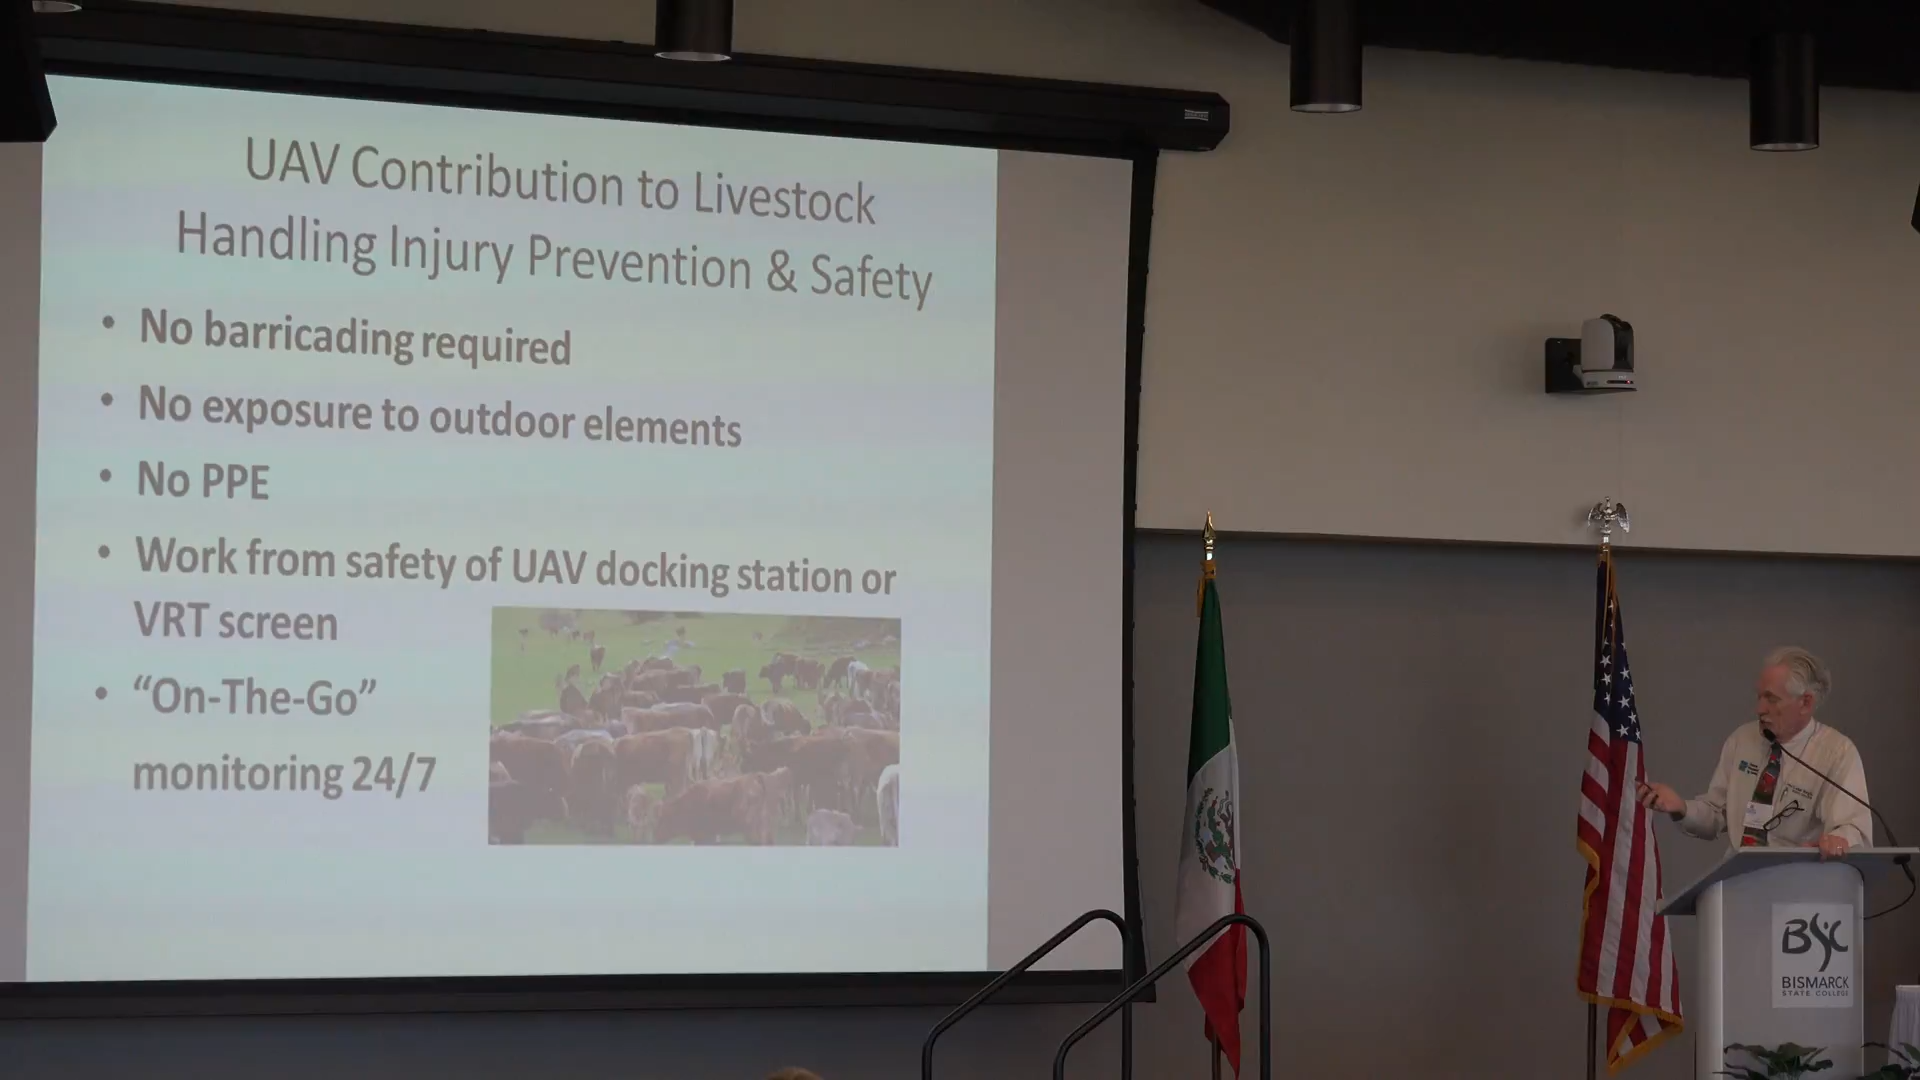 UAV Contribution to Livestock
Handling Injury Prevention & Safety
• No barricading required
• No exposure to outdoor elements
• No PPE
• Work from safety of UAV docking station or
VRT screen
• “On-The-Go”
monitoring 24/7
BSC
BISMARCK
STATE COLLEGE